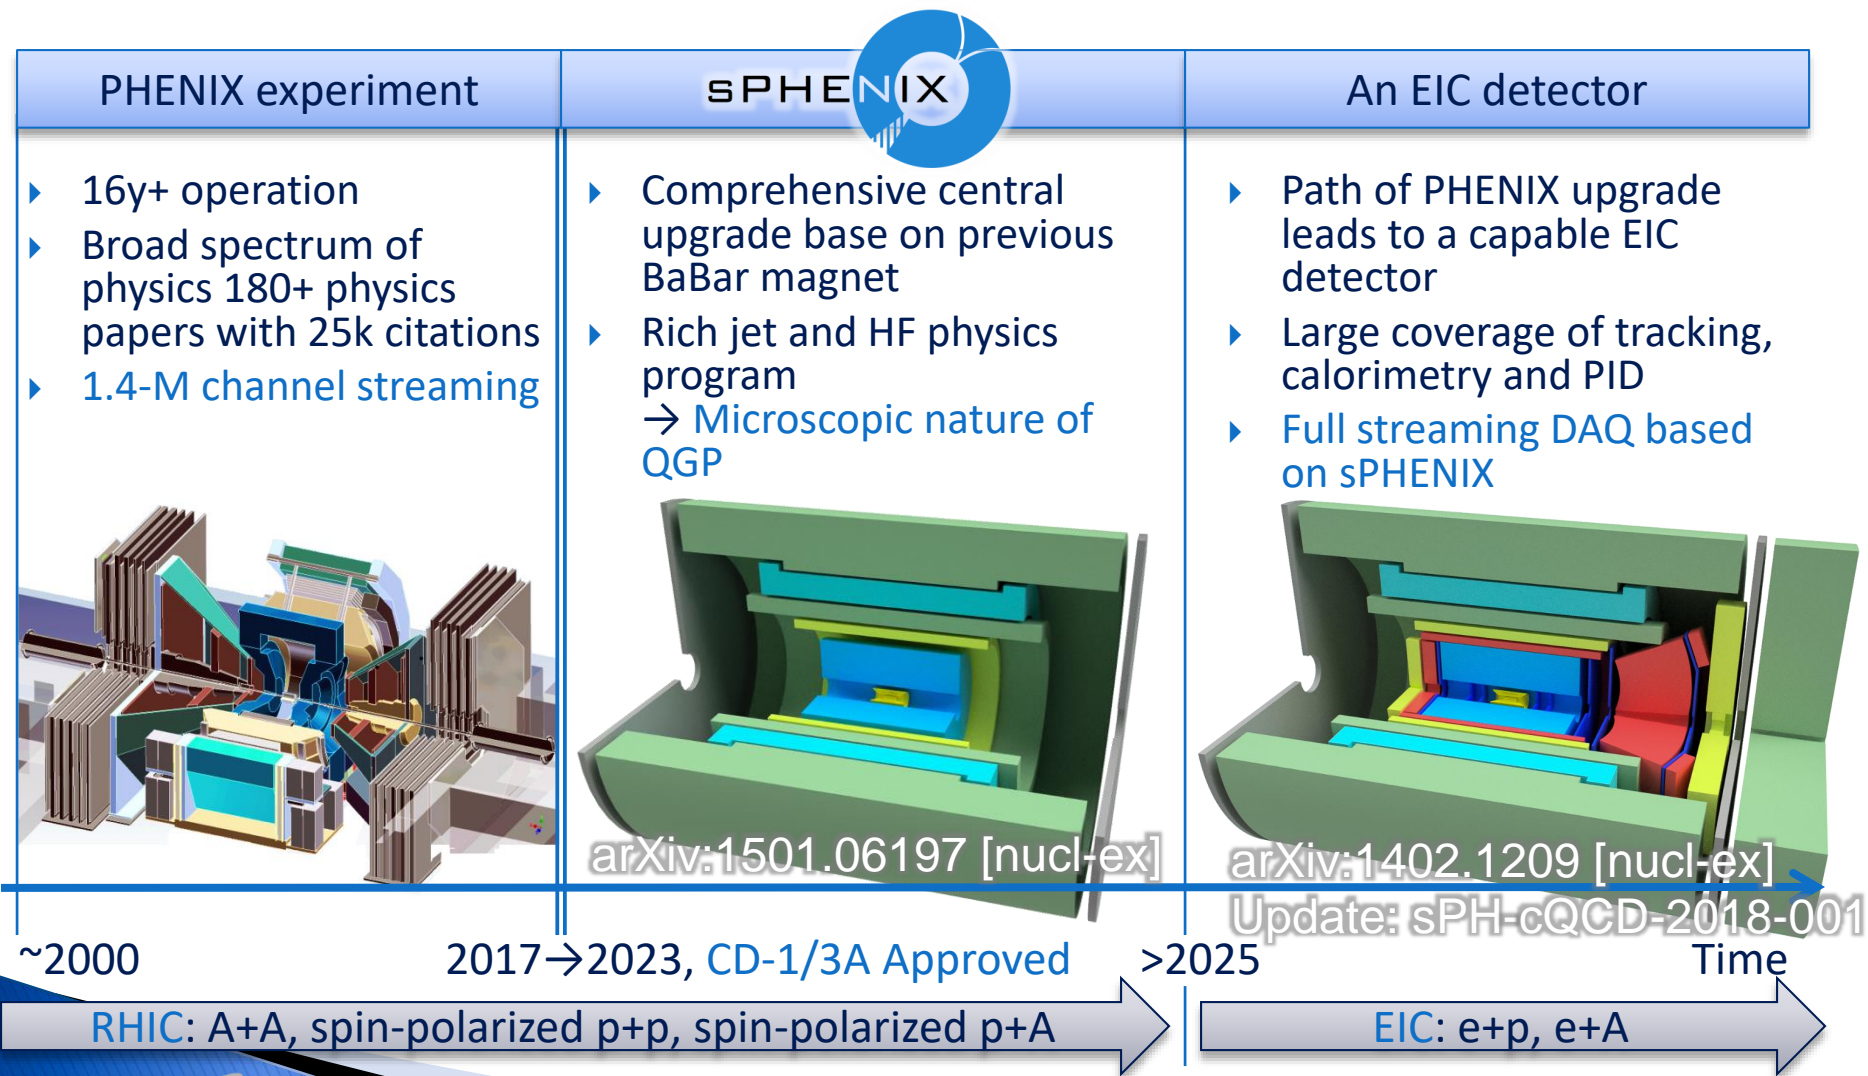 PHENIX experiment
sPHENIX
An EIC detector
16y+ operation
Broad spectrum of
physics 180+ physics
papers with 25k citations
1.4-M channel streaming
Comprehensive central
upgrade base on previous
BaBar magnet
Rich jet and HF physics
program
→ Microscopic nature of
QGP
Path of PHENIX upgrade
leads to a capable EIC
detector
Large coverage of tracking,
calorimetry and PID
Full streaming DAQ based
on sPHENIX
arXiv:1501.06197 [nucl-ex]
arXiv:1402.1209 [nucl-ex]
Update: sPH-cQCD-2018-001
~2000
2017→2023, CD-1/3A Approved
>2025
Time
RHIC: A+A, spin-polarized p+p, spin-polarized p+A
EIC: e+p, e+A